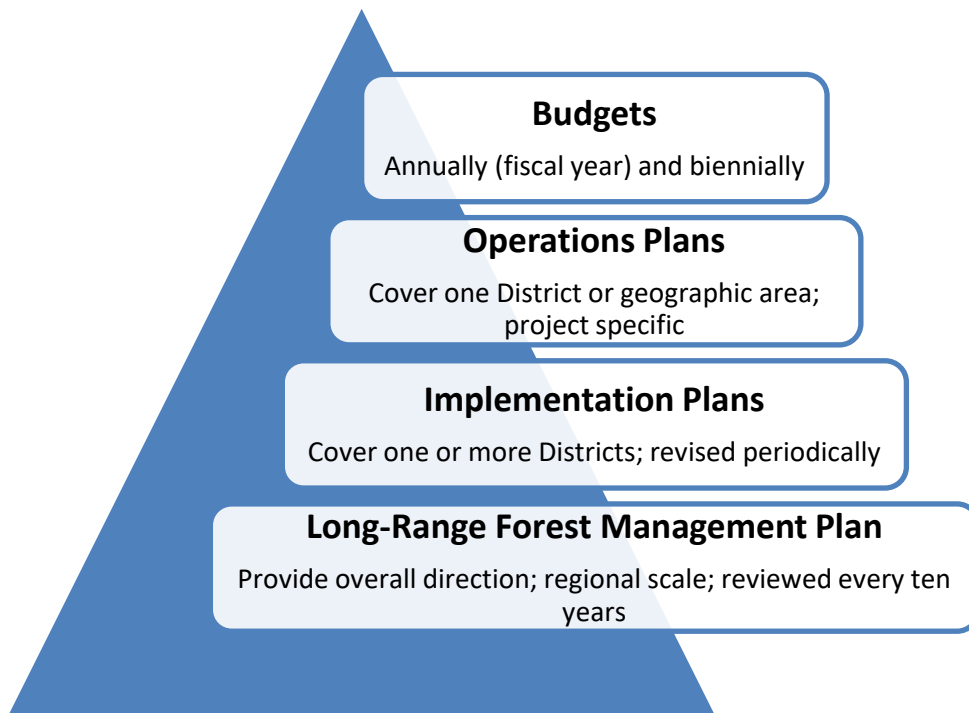 Budgets
Annually (fiscal year) and biennially
Operations Plans
Cover one District or geographic area;
project specific
Implementation Plans
Cover one or more Districts; revised periodically
Long-Range Forest Management Plan
Provide overall direction; regional scale; reviewed every ten
years